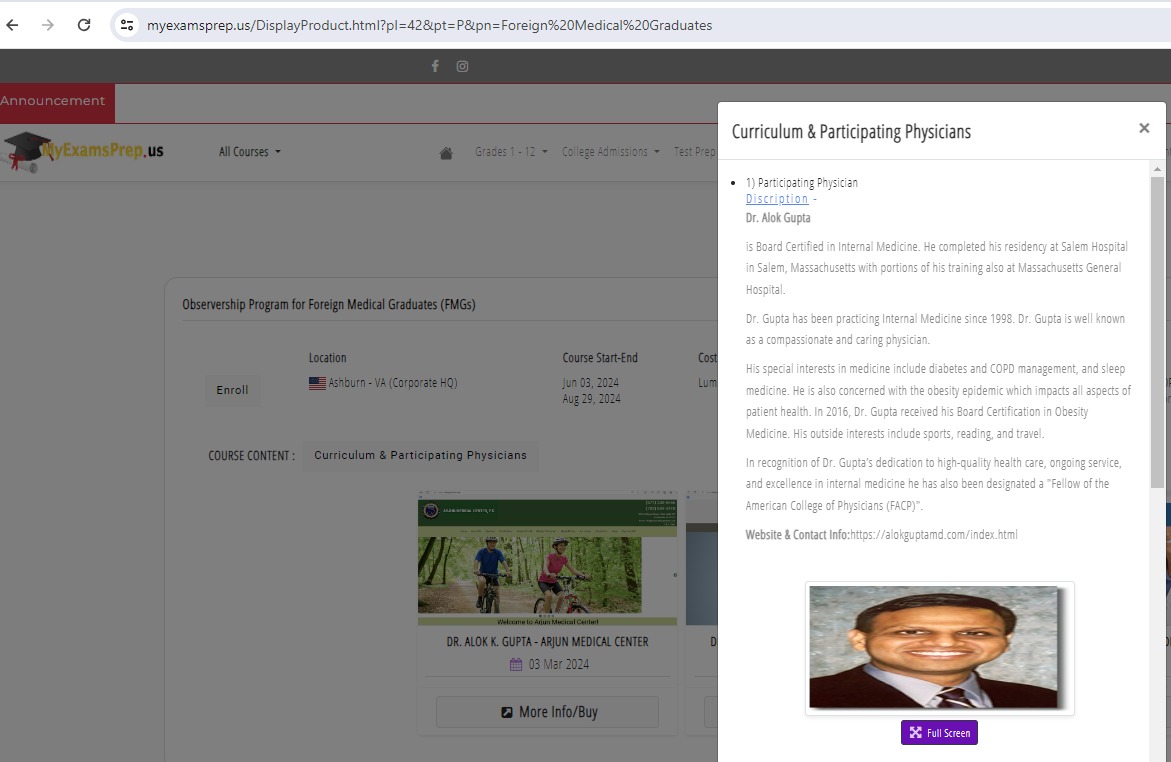 myexamsprep.us/DisplayProduct.html?pl=42&pt=P&pn=Foreign%20Medical%20Graduates
Announcement
MyExamsPrep.us
All Courses
Grades 1 - 12
College Admissions
Test Prep
Observership Program for Foreign Medical Graduates (FMGs)
Location
Course Start-End
Cost
Enroll
Ashburn - VA (Corporate HQ)
Jun 03, 2024
Lum
Aug 29, 2024
COURSE CONTENT :
Curriculum & Participating Physicians
Welcome to Arjun Medical Center!
DR. ALOK K. GUPTA - ARJUN MEDICAL CENTER
03 Mar 2024
More Info/Buy
Curriculum & Participating Physicians
×
1) Participating Physician
Discription -
Dr. Alok Gupta
is Board Certified in Internal Medicine. He completed his residency at Salem Hospital
in Salem, Massachusetts with portions of his training also at Massachusetts General
Hospital.
Dr. Gupta has been practicing Internal Medicine since 1998. Dr. Gupta is well known
as a compassionate and caring physician.
His special interests in medicine include diabetes and COPD management, and sleep
medicine. He is also concerned with the obesity epidemic which impacts all aspects of
patient health. In 2016, Dr. Gupta received his Board Certification in Obesity
Medicine. His outside interests include sports, reading, and travel.
In recognition of Dr. Gupta's dedication to high-quality health care, ongoing service,
and excellence in internal medicine he has also been designated a "Fellow of the
American College of Physicians (FACP)".
Website & Contact Info:https://alokguptamd.com/index.html
Full Screen